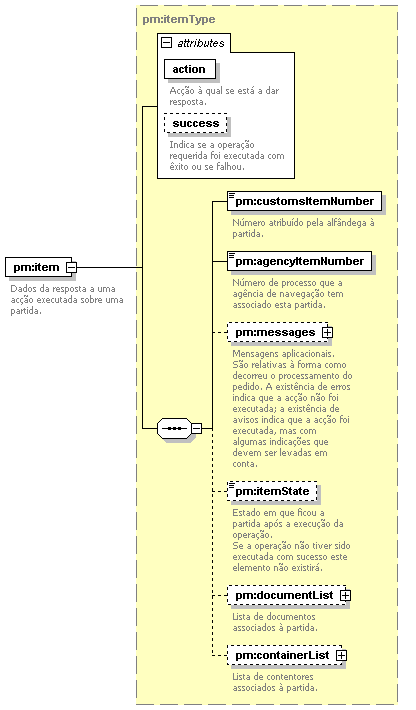 pm:itemType
attributes
action
Acção à qual se está a dar
resposta.
success
Indica se a operação
requerida foi executada com
êxito ou se falhou.
pm:item
Dados da resposta a uma
acção executada sobre uma
partida.
pm:customsItemNumber
Número atribuído pela alfândega à
partida.
pm:agencyItemNumber
Número de processo que a
agência de navegação tem
associado esta partida.
pm:messages
Mensagens aplicacionais.
São relativas à forma como
decorreu o processamento do
pedido. A existência de erros
indica que a acção não foi
executada; a existência de
avisos indica que a acção foi
executada, mas com
algumas indicações que
devem ser levadas em
conta.
pm:itemState
Estado em que ficou a
partida após a execução da
operação.
Se a operação não tiver sido
executada com sucesso este
elemento não existirá.
pm:documentList
Lista de documentos
associados à partida.
pm:containerList
Lista de contentores
associados à partida.